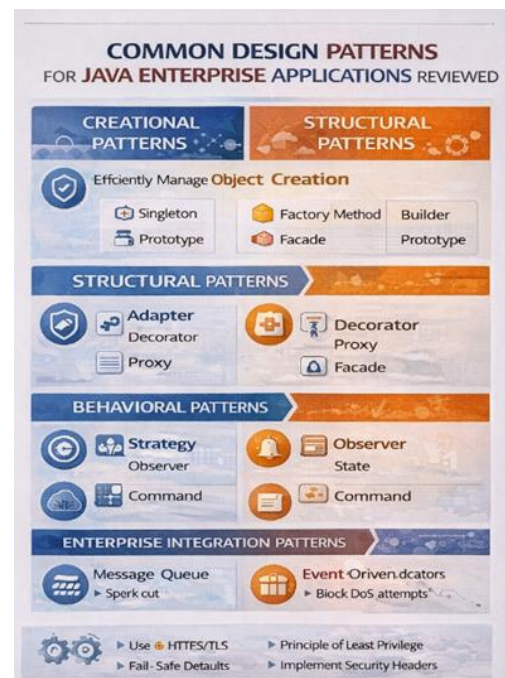 COMMON DESIGN PATTERNS
FOR JAVA ENTERPRISE APPLICATIONS REVIEWED
CREATIONAL
PATTERNS
STRUCTURAL
PATTERNS
Effciently Manage Object Creation
Singleton
Prototype
Factory Method
Facade
Builder
Prototype
STRUCTURAL PATTERNS
Adapter
Decorator
Proxy
Decorator
Proxy
Facade
BEHAVIORAL PATTERNS
Strategy
Observer
Command
Observer
State
Command
ENTERPRISE INTEGRATION PATTERNS
Message Queue
Sperk cut
Event Oriven dcators
Block DoS attempts
Use HTFES/TLS
Fail-Safe Detaults
Principle of Least Privilege
Implement Security Headers